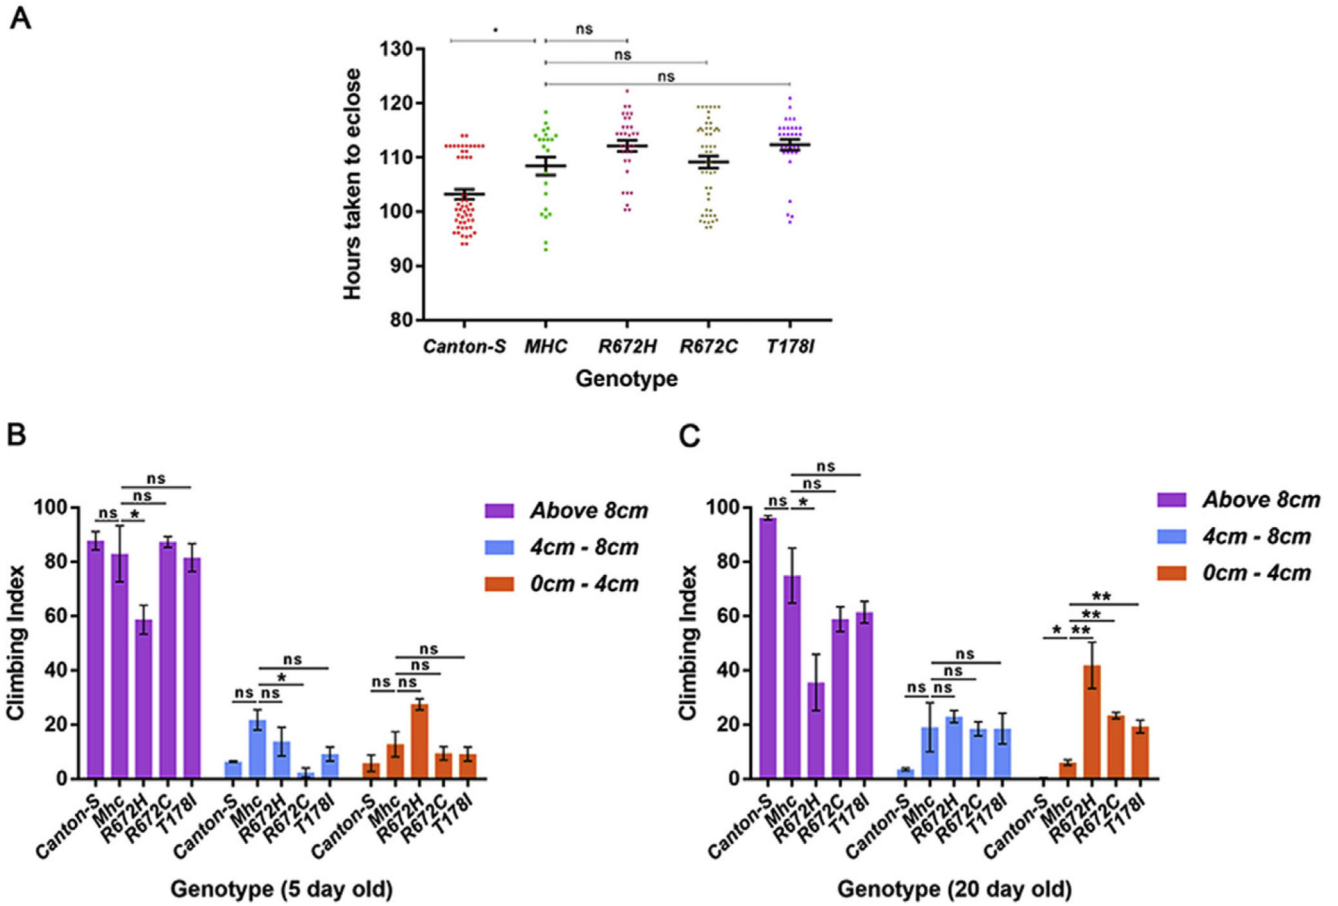 A
* ns
ns
ns
130
120
110
100
90
80
Hours taken to eclose
Canton-S MHC R672H R672C T178I
Genotype
B
ns
ns
ns *
100
80
60
40
20
0
Climbing Index
ns
* 
ns ns
ns
ns
ns ns
Above 8cm
4cm - 8cm
0cm - 4cm
Canton-S Mhc R672H R672C T178I
Canton-S Mhc R672H R672C T178I
Canton-S Mhc R672H R672C T178I
Genotype (5 day old)
C
ns
ns
ns *
100
80
60
40
20
0
Climbing Index
ns
ns
ns ns
**
**
* **
Above 8cm
4cm - 8cm
0cm - 4cm
Canton-S Mhc R672H R672C T178I
Canton-S Mhc R672H R672C T178I
Canton-S Mhc R672H R672C T178I
Genotype (20 day old)